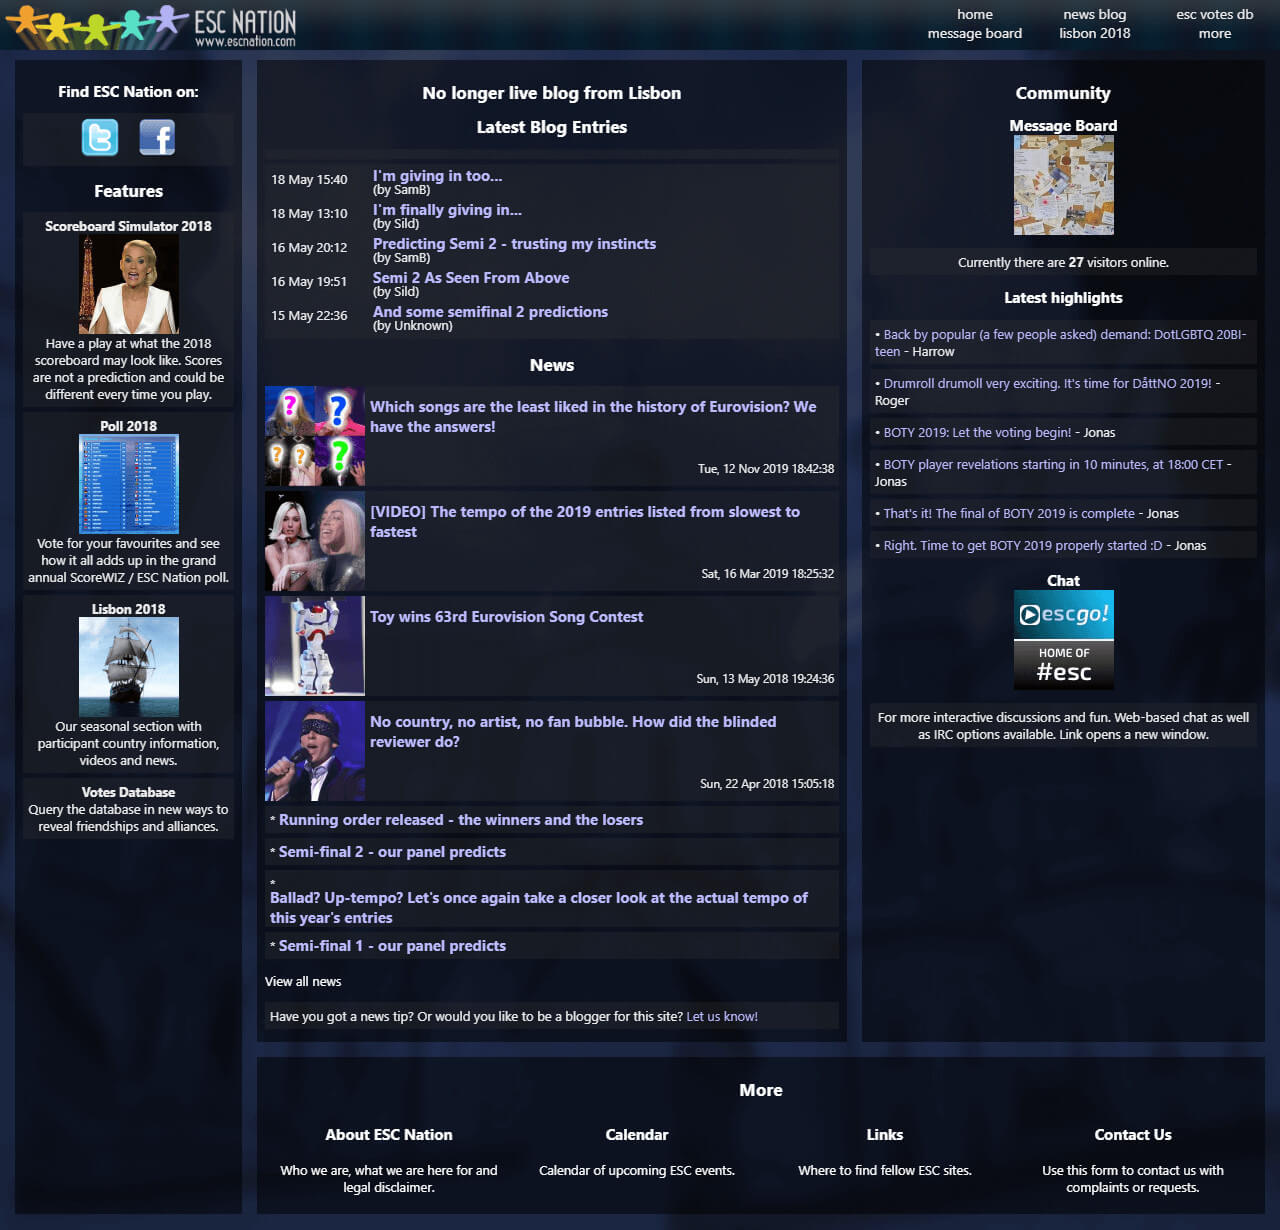 ESC NATION
www.escnation.com
home
message board
news blog
lisbon 2018
esc votes db
more
Find ESC Nation on:
Features
Scoreboard Simulator 2018
Have a play at what the 2018
scoreboard may look like. Scores
are not a prediction and could be
different every time you play.
Poll 2018
Vote for your favourites and see
how it all adds up in the grand
annual ScoreWIZ / ESC Nation poll.
Lisbon 2018
Our seasonal section with
participant country information,
videos and news.
Votes Database
Query the database in new ways to
reveal friendships and alliances.
No longer live blog from Lisbon
Latest Blog Entries
18 May 15:40 I'm giving in too...
(by SamB)
18 May 13:10 I'm finally giving in...
(by Sild)
16 May 20:12 Predicting Semi 2 - trusting my instincts
(by SamB)
16 May 19:51 Semi 2 As Seen From Above
(by Sild)
15 May 22:36 And some semifinal 2 predictions
(by Unknown)
News
Which songs are the least liked in the history of Eurovision? We
have the answers!
Tue, 12 Nov 2019 18:42:38
[VIDEO] The tempo of the 2019 entries listed from slowest to
fastest
Sat, 16 Mar 2019 18:25:32
Toy wins 63rd Eurovision Song Contest
Sun, 13 May 2018 19:24:36
No country, no artist, no fan bubble. How did the blinded
reviewer do?
Sun, 22 Apr 2018 15:05:18
* Running order released - the winners and the losers
* Semi-final 2 - our panel predicts
*
Ballad? Up-tempo? Let's once again take a closer look at the actual tempo of
this year's entries
* Semi-final 1 - our panel predicts
View all news
Have you got a news tip? Or would you like to be a blogger for this site? Let us know!
Community
Message Board
Currently there are 27 visitors online.
Latest highlights
• Back by popular (a few people asked) demand: DotLGBTQ 20BI-
teen - Harrow
• Drumroll drumoll very exciting. It's time for DåttNO 2019! -
Roger
• BOTY 2019: Let the voting begin! - Jonas
• BOTY player revelations starting in 10 minutes, at 18:00 CET -
Jonas
• That's it! The final of BOTY 2019 is complete - Jonas
• Right. Time to get BOTY 2019 properly started :D - Jonas
Chat
escgo!
HOME OF
#esc
For more interactive discussions and fun. Web-based chat as well
as IRC options available. Link opens a new window.
More
About ESC Nation
Who we are, what we are here for and
legal disclaimer.
Calendar
Calendar of upcoming ESC events.
Links
Where to find fellow ESC sites.
Contact Us
Use this form to contact us with
complaints or requests.